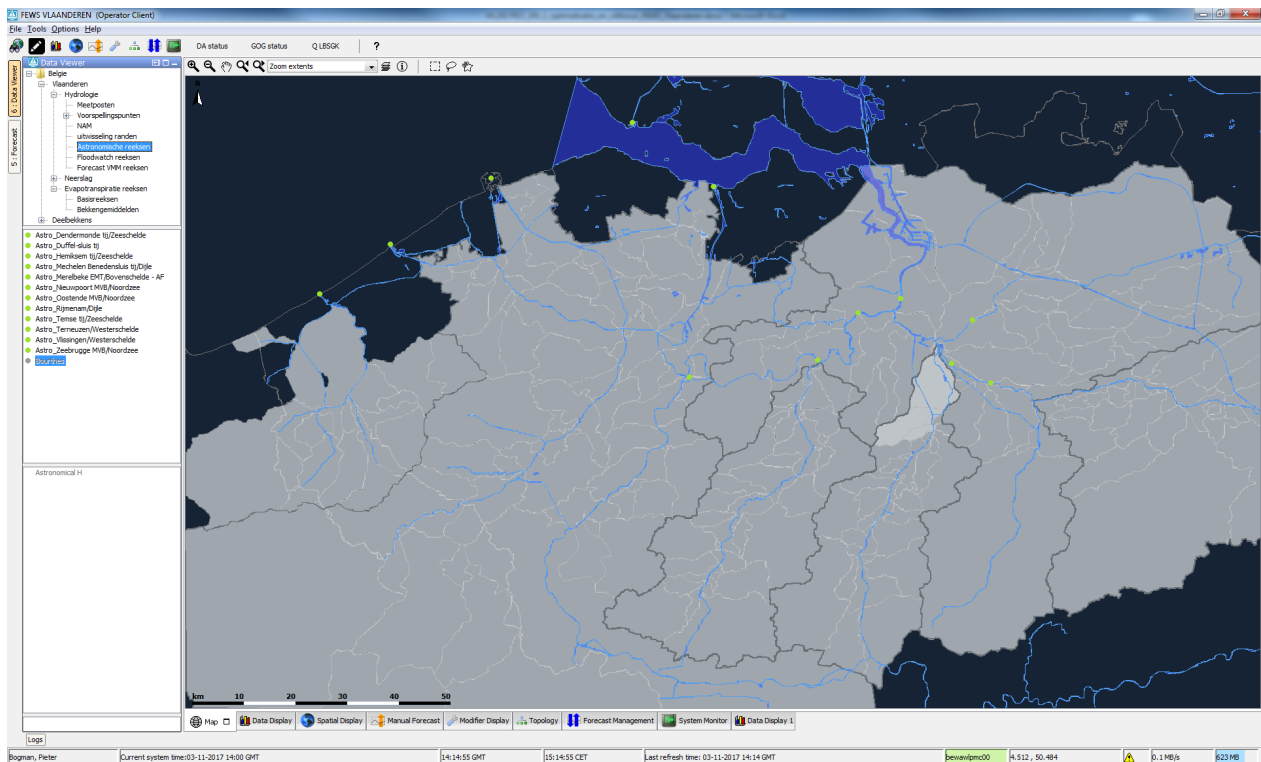 FEWS VLAANDEREN (Operator Client)
File Tools Options Help
DA status GOG status Q LBSGK ?
Data Viewer
Zoom extents
6 : Data Viewer
5 : Forecast
Belgie
Vlaanderen
Hydrologie
Meetposten
Voorspellingspunten
NAM
uitwisseling randen
Astronomische reeksen
Floodwatch reeksen
Forecast VMM reeksen
Neerslag
Evapotranspiratie reeksen
Basisreeksen
Bekkengemiddelden
Deelbekkens
Astro_Dendermonde tij/Zeeschelde
Astro_Duffel-sluis tij
Astro_Hemiksem tij/Zeeschelde
Astro_Mechelen Benedensluis tij/Dijle
Astro_Merelbeke EMT/Bovenschelde - AF
Astro_Nieuwpoort MVB/Noordzee
Astro_Oostende MVB/Noordzee
Astro_Rijmenam/Dijle
Astro_Temse tij/Zeeschelde
Astro_Terneuzen/Westerschelde
Astro_Vlissingen/Westerschelde
Astro_Zeebrugge MVB/Noordzee
Astronomical H
km 10 20 30 40 50
Map Data Display Spatial Display Manual Forecast Modifier Display Topology Forecast Management System Monitor Data Display 1
Logs
Bogman, Pieter Current system time:03-11-2017 14:00 GMT 14:14:55 GMT 15:14:55 CET Last refresh time: 03-11-2017 14:14 GMT bewawlpmc00 4.512 , 50.484 0.1 MB/s 623 MB